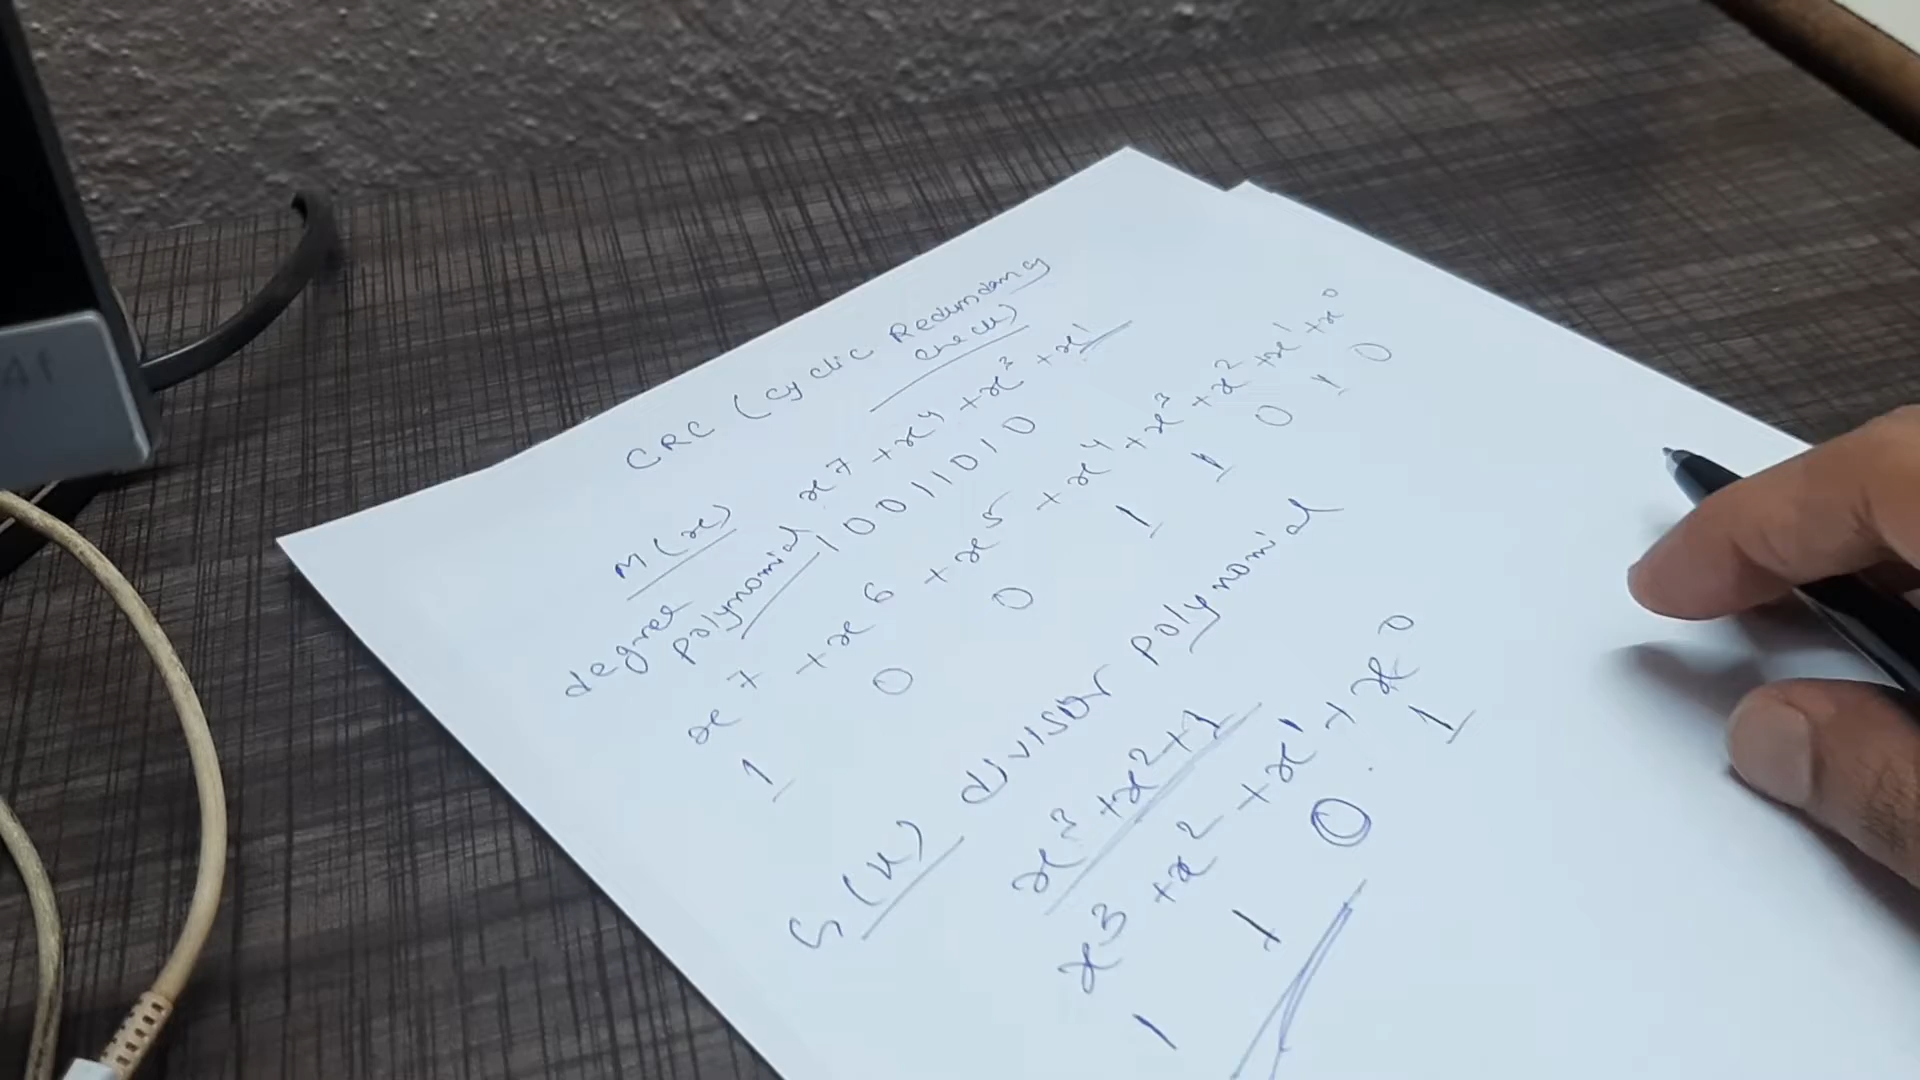 CRC (Cyclic Redundancy
Check)
M(x)
degree polynomial x⁷ + x⁴ + x³ + x¹
10011010
x⁷ + x⁶ + x⁵ + x⁴ + x³ + x² + x¹ + x⁰
1 0 0 1 1 0 1 0
G(x) divisor polynomial
x³ + x² + 1
x³ + x² + x¹ + x⁰
1 1 0 1